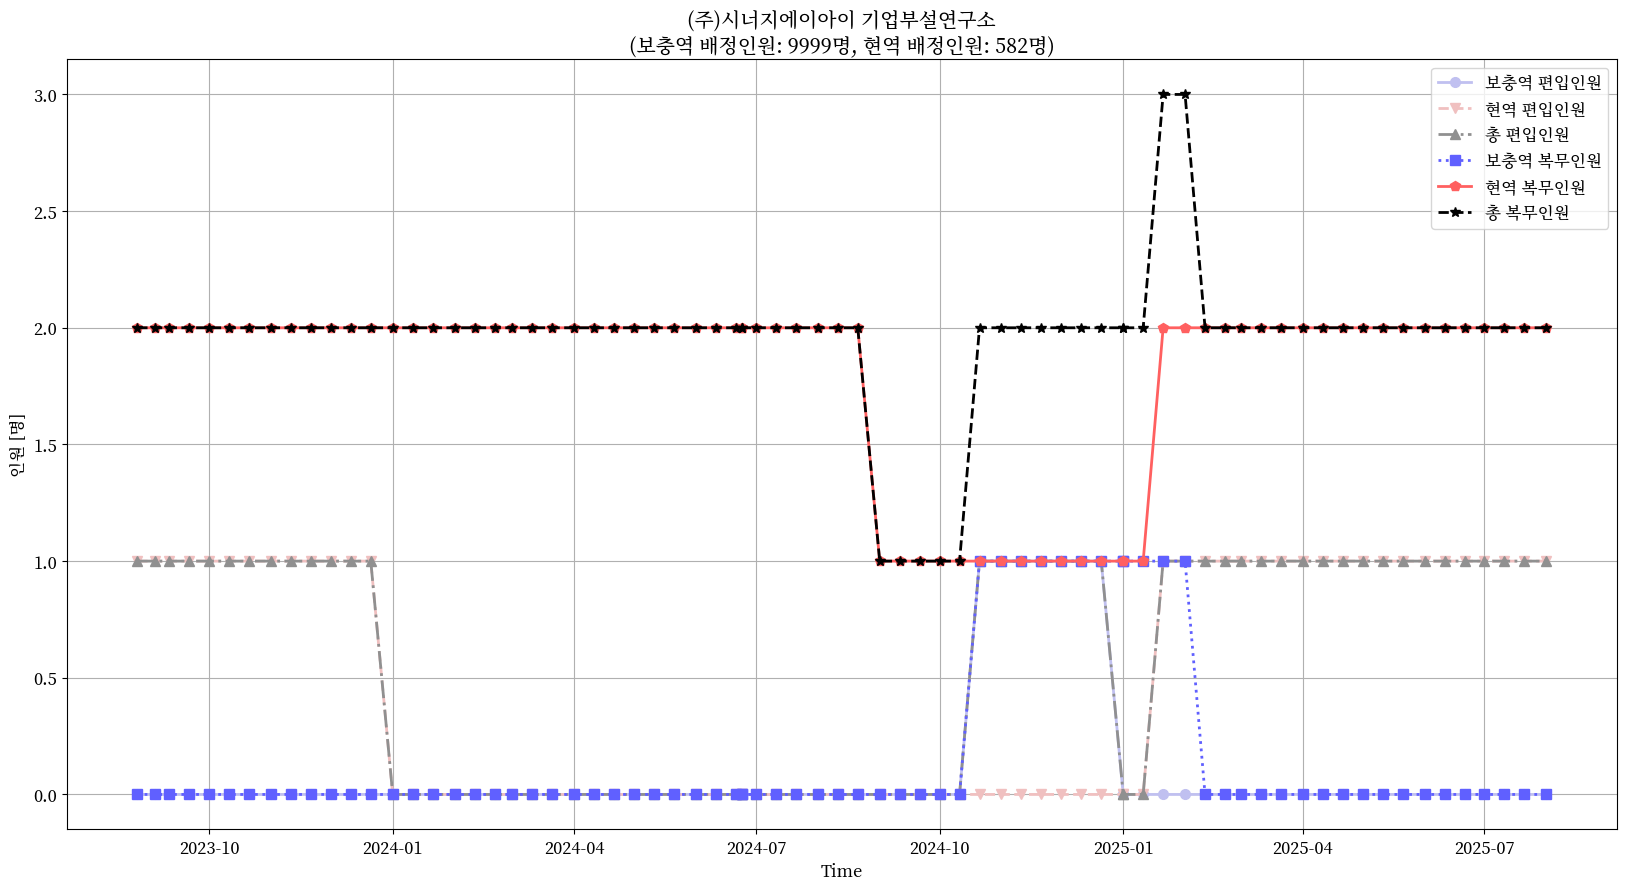 (주)시너지에이아이 기업부설연구소
(보충역 배정인원: 9999명, 현역 배정인원: 582명)
보충역 편입인원
현역 편입인원
총 편입인원
보충역 복무인원
현역 복무인원
총 복무인원
인원 [명]
3.0
2.5
2.0
1.5
1.0
0.5
0.0
2023-10
2024-01
2024-04
2024-07
2024-10
2025-01
2025-04
2025-07
Time